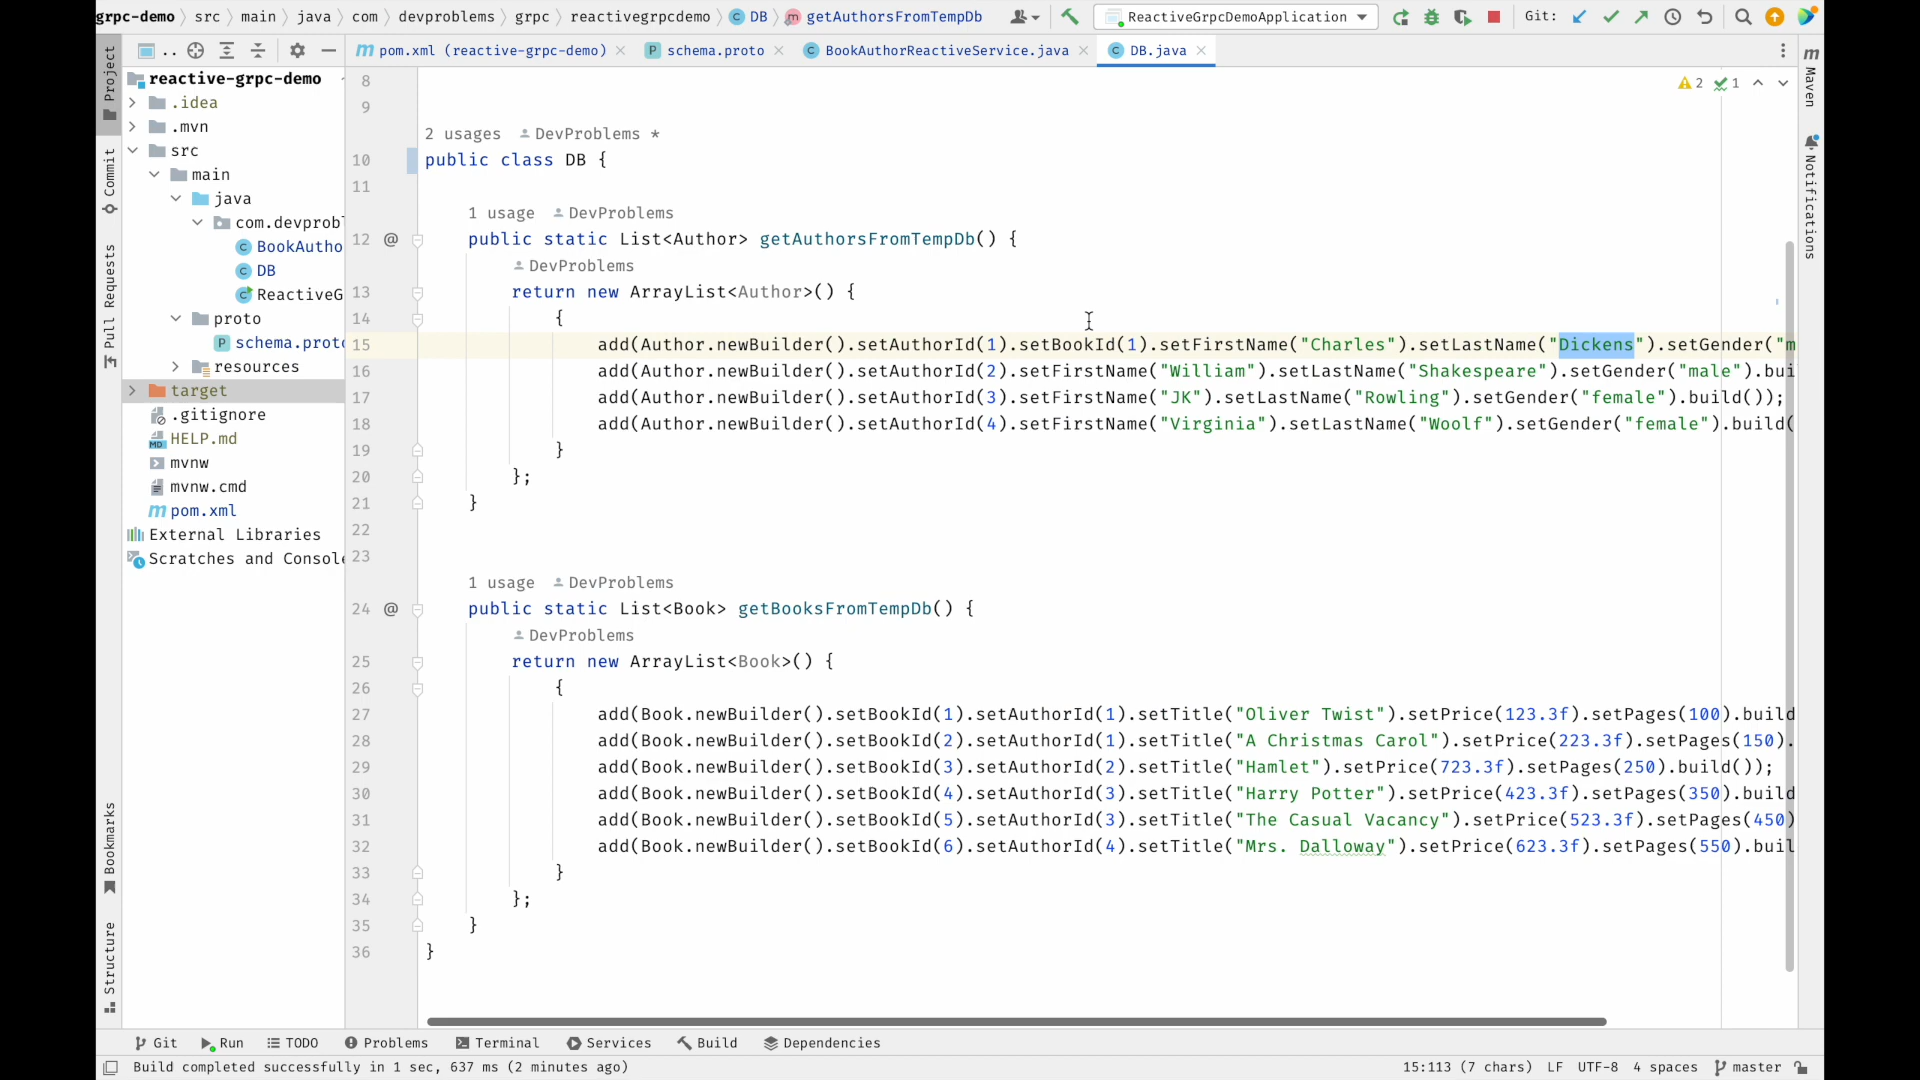 grpc-demo src main java com devproblems grpc reactivegrpcdemo DB getAuthorsFromTempDb ReactiveGrpcDemoApplication Git:
pom.xml (reactive-grpc-demo) schema.proto BookAuthorReactiveService.java DB.java
Project
Commit
Pull Requests
Bookmarks
Structure
reactive-grpc-demo
.idea
.mvn
src
main
java
com.devprobl
BookAutho
DB
ReactiveG
proto
schema.proto
resources
target
.gitignore
HELP.md
mvnw
mvnw.cmd
pom.xml
External Libraries
Scratches and Console
8
9
2 usages DevProblems *
10 public class DB {
11
1 usage DevProblems
12 @ public static List<Author> getAuthorsFromTempDb() {
DevProblems
13 return new ArrayList<Author>() {
14 {
15 add(Author.newBuilder().setAuthorId(1).setBookId(1).setFirstName("Charles").setLastName("Dickens").setGender("m
16 add(Author.newBuilder().setAuthorId(2).setFirstName("William").setLastName("Shakespeare").setGender("male").bui
17 add(Author.newBuilder().setAuthorId(3).setFirstName("JK").setLastName("Rowling").setGender("female").build());
18 add(Author.newBuilder().setAuthorId(4).setFirstName("Virginia").setLastName("Woolf").setGender("female").build(
19 }
20 };
21 }
22
23
1 usage DevProblems
24 @ public static List<Book> getBooksFromTempDb() {
DevProblems
25 return new ArrayList<Book>() {
26 {
27 add(Book.newBuilder().setBookId(1).setAuthorId(1).setTitle("Oliver Twist").setPrice(123.3f).setPages(100).build
28 add(Book.newBuilder().setBookId(2).setAuthorId(1).setTitle("A Christmas Carol").setPrice(223.3f).setPages(150).
29 add(Book.newBuilder().setBookId(3).setAuthorId(2).setTitle("Hamlet").setPrice(723.3f).setPages(250).build());
30 add(Book.newBuilder().setBookId(4).setAuthorId(3).setTitle("Harry Potter").setPrice(423.3f).setPages(350).build
31 add(Book.newBuilder().setBookId(5).setAuthorId(3).setTitle("The Casual Vacancy").setPrice(523.3f).setPages(450)
32 add(Book.newBuilder().setBookId(6).setAuthorId(4).setTitle("Mrs. Dalloway").setPrice(623.3f).setPages(550).buil
33 }
34 };
35 }
36 }
2 1
m Maven
Notifications
Git Run TODO Problems Terminal Services Build Dependencies
Build completed successfully in 1 sec, 637 ms (2 minutes ago) 15:113 (7 chars) LF UTF-8 4 spaces master